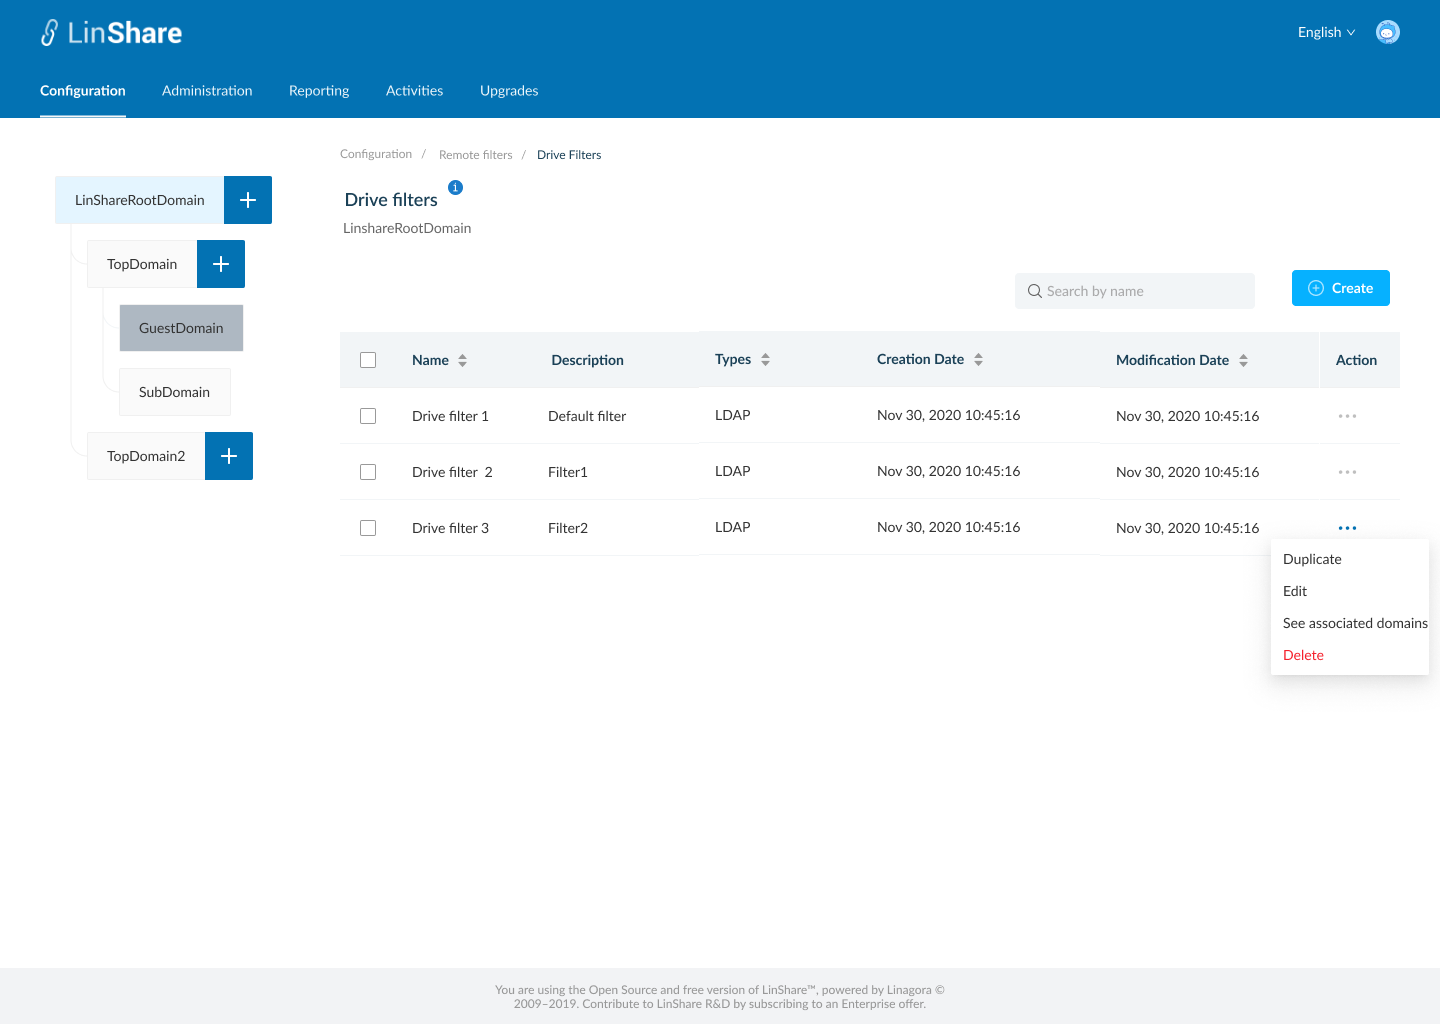 LinShare
English
Configuration Administration Reporting Activities Upgrades
Configuration / Remote filters / Drive Filters
LinShareRootDomain
TopDomain
GuestDomain
SubDomain
TopDomain2
Drive filters i
LinshareRootDomain
Search by name
Create
Name Description Types Creation Date Modification Date Action
Drive filter 1 Default filter LDAP Nov 30, 2020 10:45:16 Nov 30, 2020 10:45:16
Drive filter  2 Filter1 LDAP Nov 30, 2020 10:45:16 Nov 30, 2020 10:45:16
Drive filter 3 Filter2 LDAP Nov 30, 2020 10:45:16 Nov 30, 2020 10:45:16
Duplicate
Edit
See associated domains
Delete
You are using the Open Source and free version of LinShare™, powered by Linagora ©
2009–2019. Contribute to LinShare R&D by subscribing to an Enterprise offer.